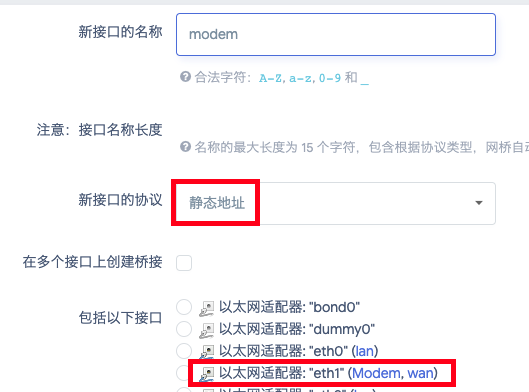 新接口的名称
modem
合法字符：A-Z, a-z, 0-9 和 _
注意：接口名称长度
名称的最大长度为 15 个字符，包含根据协议类型，网桥自动
新接口的协议
静态地址
在多个接口上创建桥接
包括以下接口
以太网适配器: "bond0"
以太网适配器: "dummy0"
以太网适配器: "eth0" (lan)
以太网适配器: "eth1" (Modem, wan)